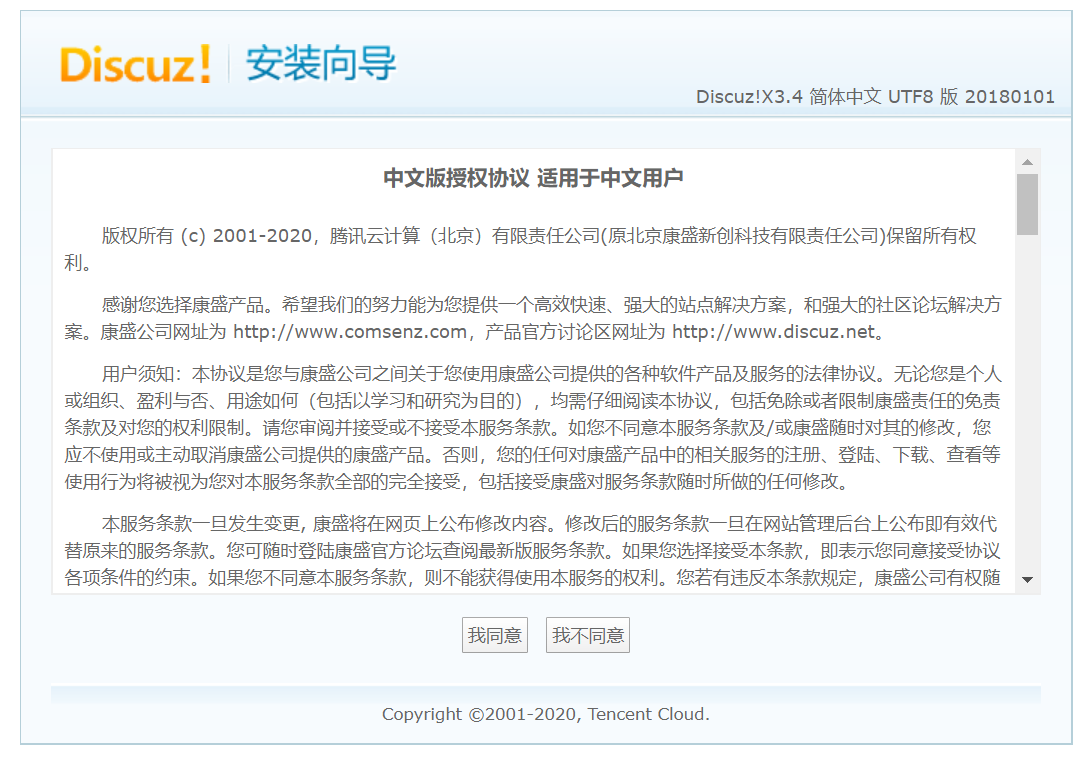 Discuz! 安装向导
Discuz!X3.4 简体中文 UTF8 版 20180101
中文版授权协议 适用于中文用户
版权所有 (c) 2001-2020，腾讯云计算（北京）有限责任公司(原北京康盛新创科技有限责任公司)保留所有权
利。
感谢您选择康盛产品。希望我们的努力能为您提供一个高效快速、强大的站点解决方案，和强大的社区论坛解决方
案。康盛公司网址为 http://www.comsenz.com，产品官方讨论区网址为 http://www.discuz.net。
用户须知：本协议是您与康盛公司之间关于您使用康盛公司提供的各种软件产品及服务的法律协议。无论您是个人
或组织、盈利与否、用途如何（包括以学习和研究为目的），均需仔细阅读本协议，包括免除或者限制康盛责任的免责
条款及对您的权利限制。请您审阅并接受或不接受本服务条款。如您不同意本服务条款及/或康盛随时对其的修改，您
应不使用或主动取消康盛公司提供的康盛产品。否则，您的任何对康盛产品中的相关服务的注册、登陆、下载、查看等
使用行为将被视为您对本服务条款全部的完全接受，包括接受康盛对服务条款随时所做的任何修改。
本服务条款一旦发生变更, 康盛将在网页上公布修改内容。修改后的服务条款一旦在网站管理后台上公布即有效代
替原来的服务条款。您可随时登陆康盛官方论坛查阅最新版服务条款。如果您选择接受本条款，即表示您同意接受协议
各项条件的约束。如果您不同意本服务条款，则不能获得使用本服务的权利。您若有违反本条款规定，康盛公司有权随
我同意 我不同意
Copyright ©2001-2020, Tencent Cloud.